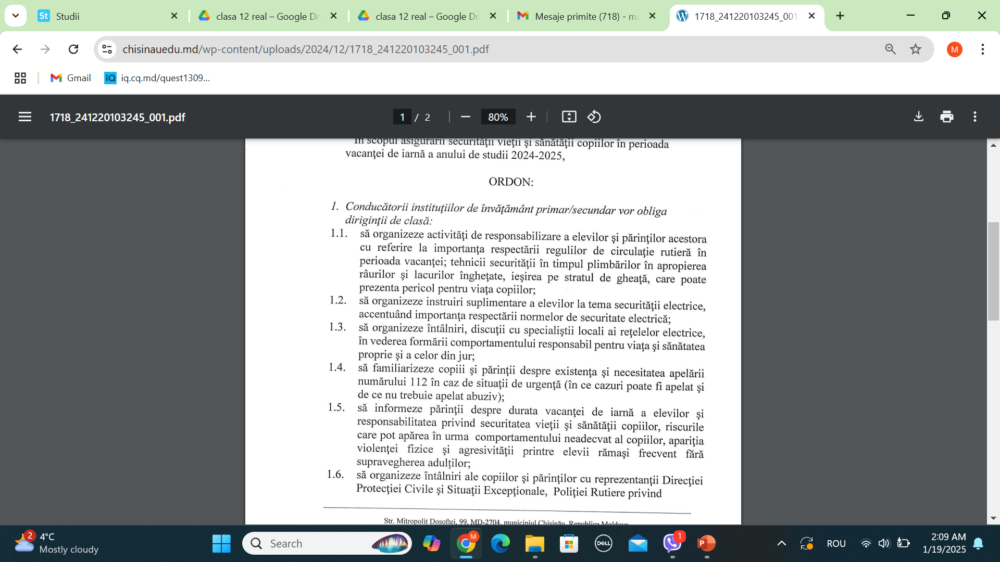 Studii
clasa 12 real – Google Dri
clasa 12 real – Google Dri
Mesaje primite (718) - ma
1718_241220103245_001
chisinauedu.md/wp-content/uploads/2024/12/1718_241220103245_001.pdf
M
Gmail
iq.cq.md/quest1309...
1718_241220103245_001.pdf
1 / 2
80%
În scopul asigurării securităţii vieţii şi sănătăţii copiilor în perioada
vacanţei de iarnă a anului de studii 2024-2025,
ORDON:
1. Conducătorii instituţiilor de învăţământ primar/secundar vor obliga
diriginţii de clasă:
1.1. să organizeze activităţi de responsabilizare a elevilor şi părinţilor acestora
cu referire la importanţa respectării regulilor de circulaţie rutieră în
perioada vacanţei; tehnicii securităţii în timpul plimbărilor în apropierea
râurilor şi lacurilor îngheţate, ieşirea pe stratul de gheaţă, care poate
prezenta pericol pentru viaţa copiilor;
1.2. să organizeze instruiri suplimentare a elevilor la tema securităţii electrice,
accentuând importanţa respectării normelor de securitate electrică;
1.3. să organizeze întâlniri, discuţii cu specialiştii locali ai reţelelor electrice,
în vederea formării comportamentului responsabil pentru viaţa şi sănătatea
proprie şi a celor din jur;
1.4. să familiarizeze copiii şi părinţii despre existenţa şi necesitatea apelării
numărului 112 în caz de situaţii de urgenţă (în ce cazuri poate fi apelat şi
de ce nu trebuie apelat abuziv);
1.5. să informeze părinţii despre durata vacanţei de iarnă a elevilor şi
responsabilitatea privind securitatea vieţii şi sănătăţii copiilor, riscurile
care pot apărea în urma comportamentului neadecvat al copiilor, apariţia
violenţei fizice şi agresivităţii printre elevii rămaşi frecvent fără
supravegherea adulţilor;
1.6. să organizeze întâlniri ale copiilor şi părinţilor cu reprezentanţii Direcţiei
Protecţiei Civile şi Situaţii Excepţionale, Poliţiei Rutiere privind
Str. Mitropolit Dosoftei, 99, MD-2704, municipiul Chişinău, Republica Moldova
2
4°C
Mostly cloudy
Search
M
DELL
1
P
ROU
2:09 AM
1/19/2025